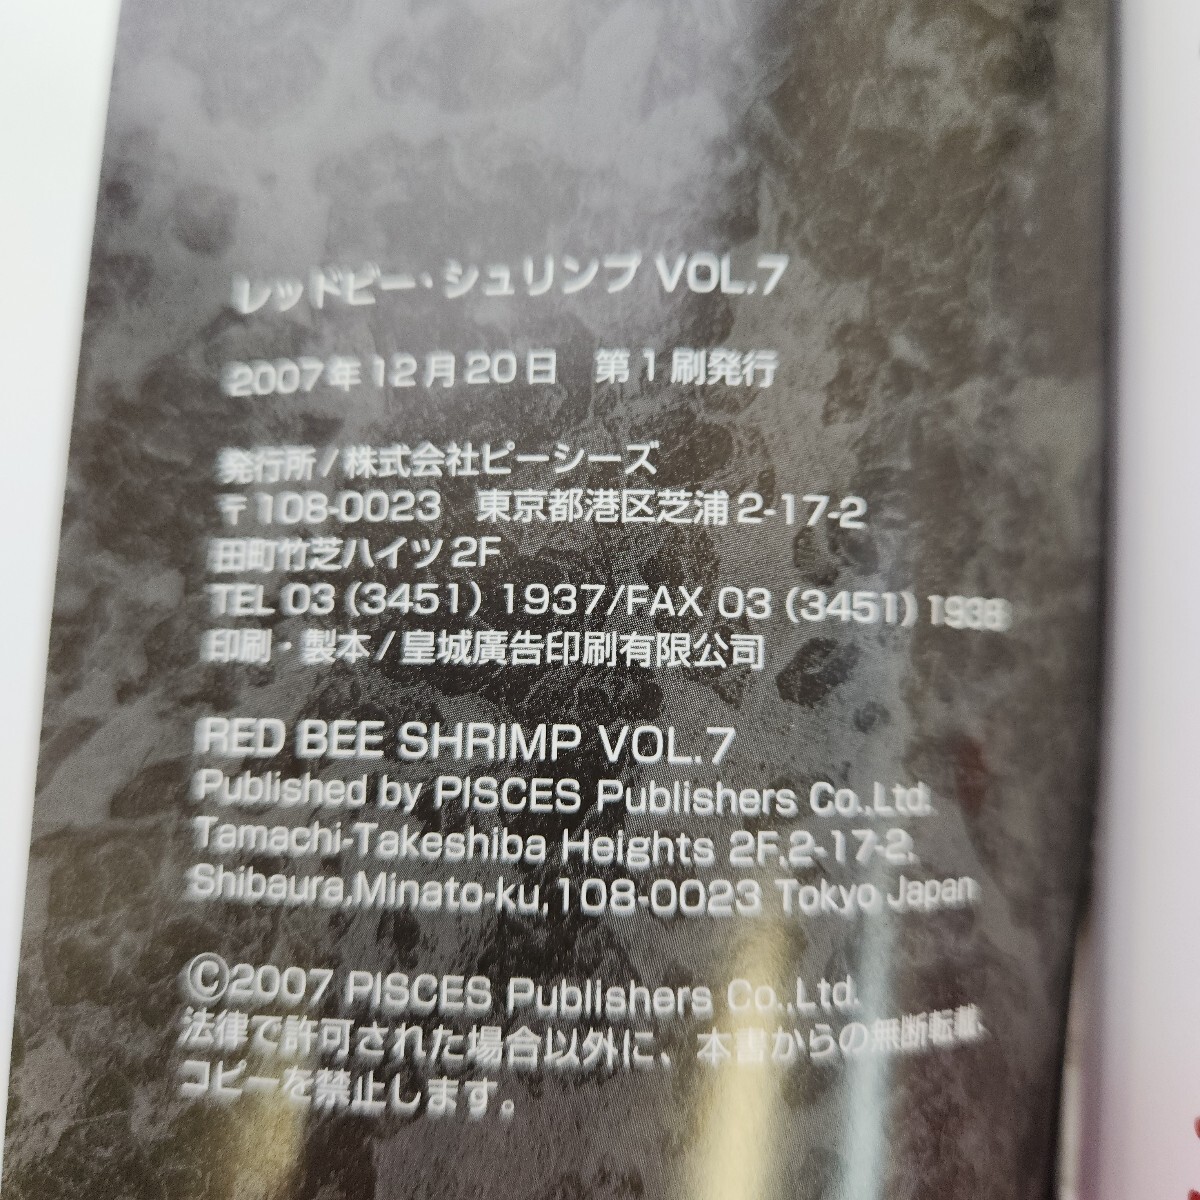 レッドビー・シュリンプ VOL.7
2007年12月20日　第1刷発行
発行所/株式会社ピーシーズ
〒108-0023　東京都港区芝浦2-17-2
田町竹芝ハイツ2F
TEL 03 (3451) 1937/FAX 03 (3451) 1938
印刷・製本/皇城廣告印刷有限公司
RED BEE SHRIMP VOL.7
Published by PISCES Publishers Co.,Ltd.
Tamachi-Takeshiba Heights 2F,2-17-2,
Shibaura,Minato-ku,108-0023 Tokyo Japan
©2007 PISCES Publishers Co.,Ltd.
法律で許可された場合以外に、本書からの無断転載、
コピーを禁止します。